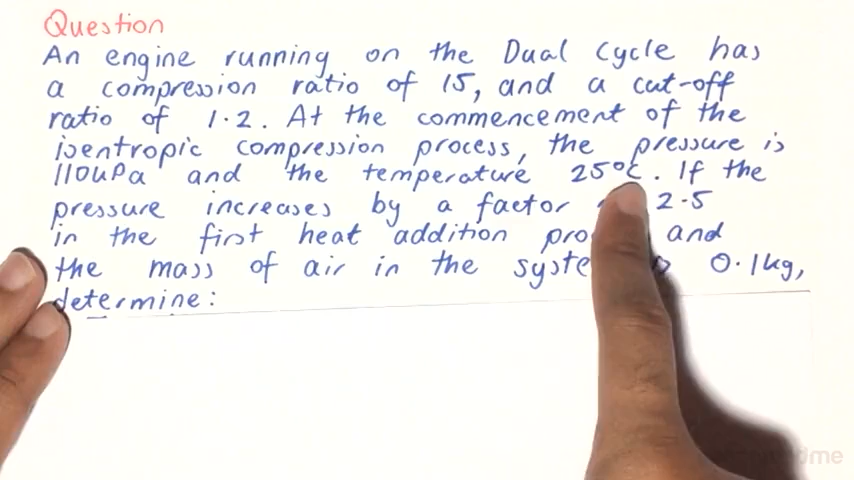 Question
An engine running on the Dual Cycle has
a compression ratio of 15, and a cut-off
ratio of 1.2. At the commencement of the
isentropic compression process, the pressure is
110kPa and the temperature 25°C. If the
pressure increases by a factor 2.5
in the first heat addition pro and
the mass of air in the syste 0.1kg,
determine: